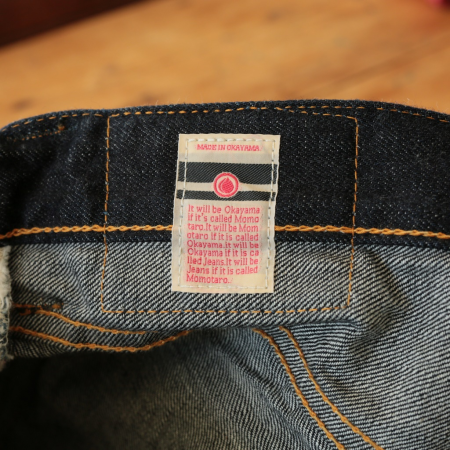 MADE IN OKAYAMA
It will be Okayama
if it's called Momo
taro.It will be Mom
otaro if it is called
Okayama.It will be
Okayama if it is ca
lled Jeans.It will be
Jeans if it is called
Momotaro.